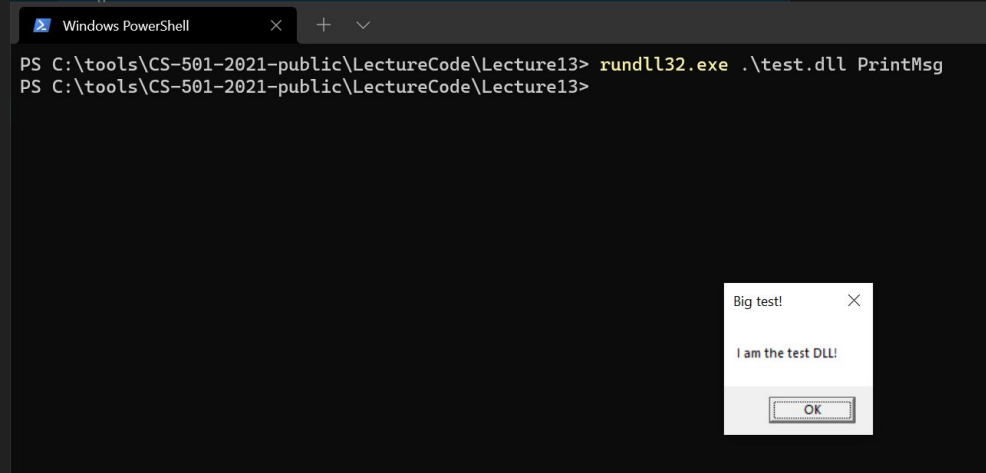 Windows PowerShell
PS C:\tools\CS-501-2021-public\LectureCode\Lecture13> rundll32.exe .\test.dll PrintMsg
PS C:\tools\CS-501-2021-public\LectureCode\Lecture13>
Big test!
I am the test DLL!
OK